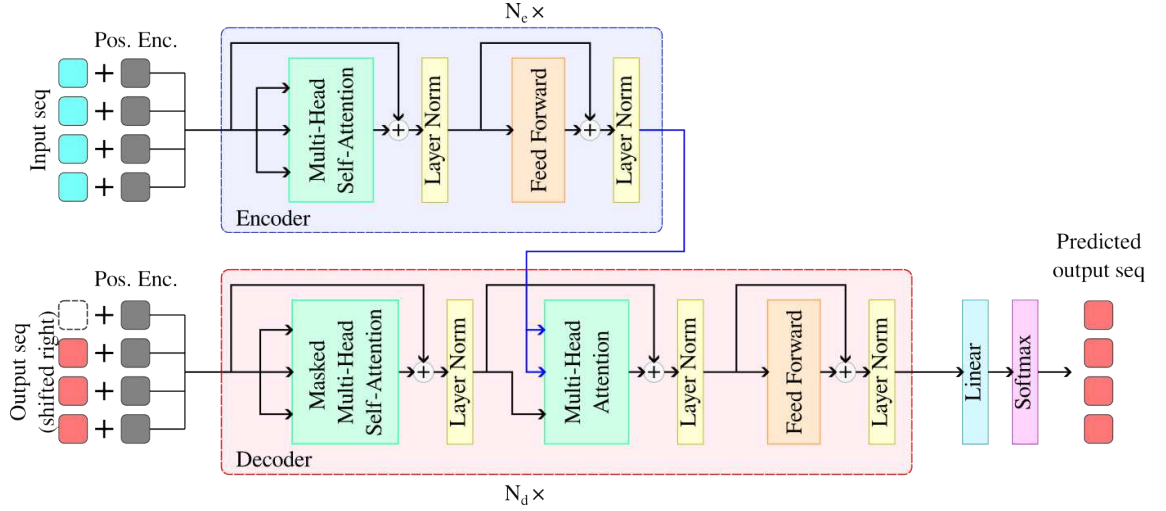 N_e ×
Pos. Enc.
Input seq
+
+
+
+
Multi-Head
Self-Attention
+
Layer Norm
Feed Forward
+
Layer Norm
Encoder
Pos. Enc.
Output seq
(shifted right)
+
+
+
+
Masked
Multi-Head
Self-Attention
+
Layer Norm
Multi-Head
Attention
+
Layer Norm
Feed Forward
+
Layer Norm
Decoder
N_d ×
Linear
Softmax
Predicted
output seq